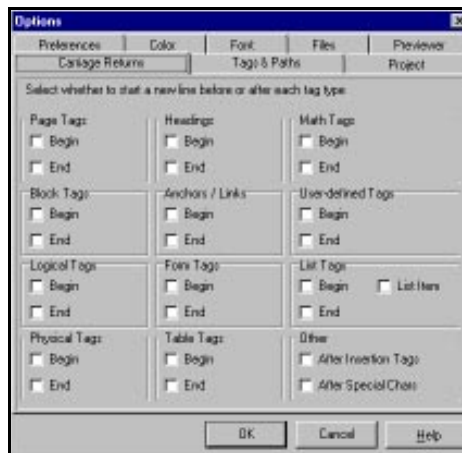 Options
Preferences Color Font Files Previewer
Carriage Returns Tags & Paths Project
Select whether to start a new line before or after each tag type
Page Tags Headings Math Tags
Begin Begin Begin
End End End
Block Tags Anchors / Links User-defined Tags
Begin Begin Begin
End End End
Logical Tags Form Tags List Tags
Begin Begin Begin List Item
End End End
Physical Tags Table Tags Other
Begin Begin After Insertion Tags
End End After Special Chars
OK Cancel Help